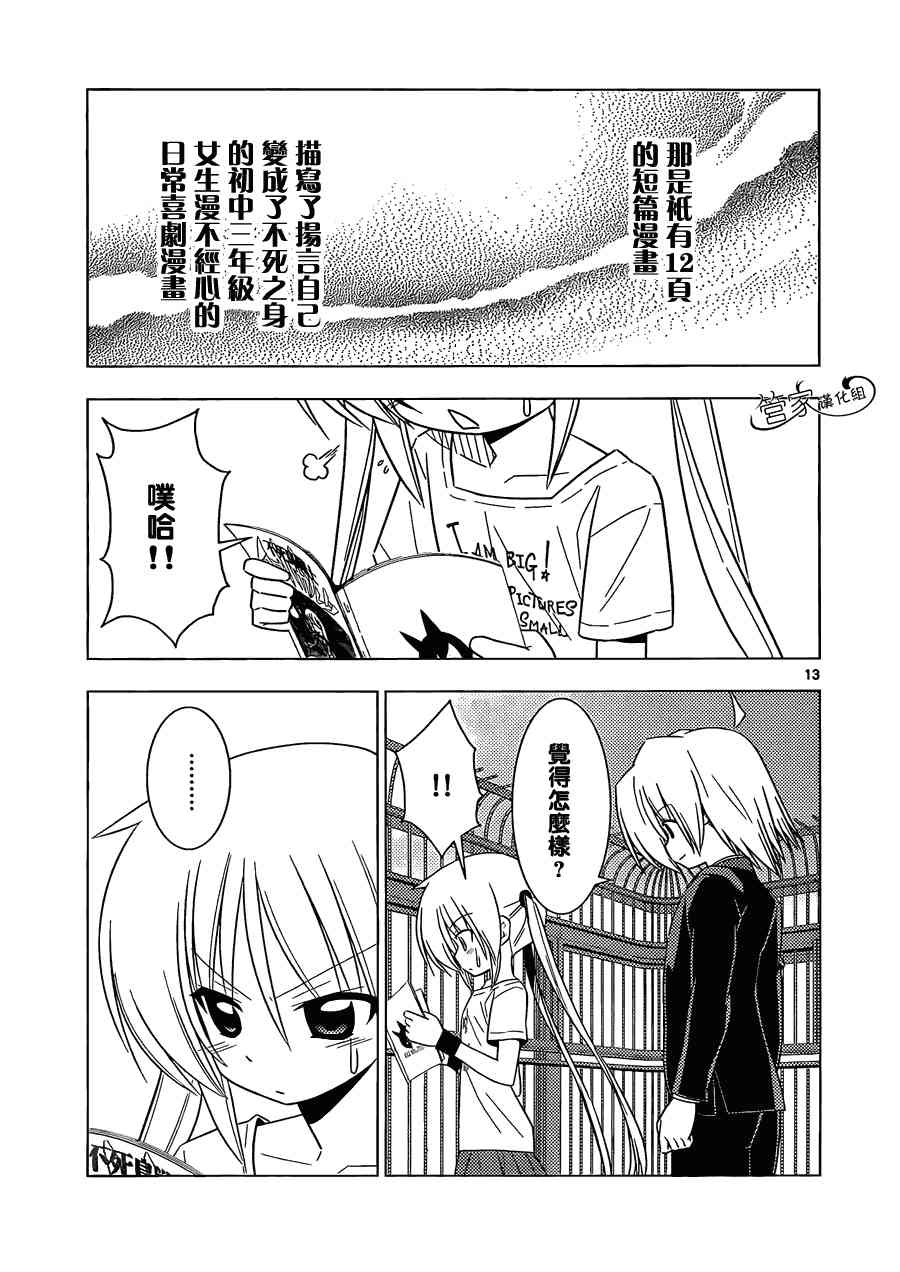 那是衹有12頁
的短篇漫畫
描寫了揚言自己
變成了不死之身
的初中三年級
女生漫不經心的
日常喜劇漫畫
管家漢化組
噗哈!!
I AM BIG!
PICTURES
SMALL
13
覺得怎麼樣?
!!
………
不死鳥